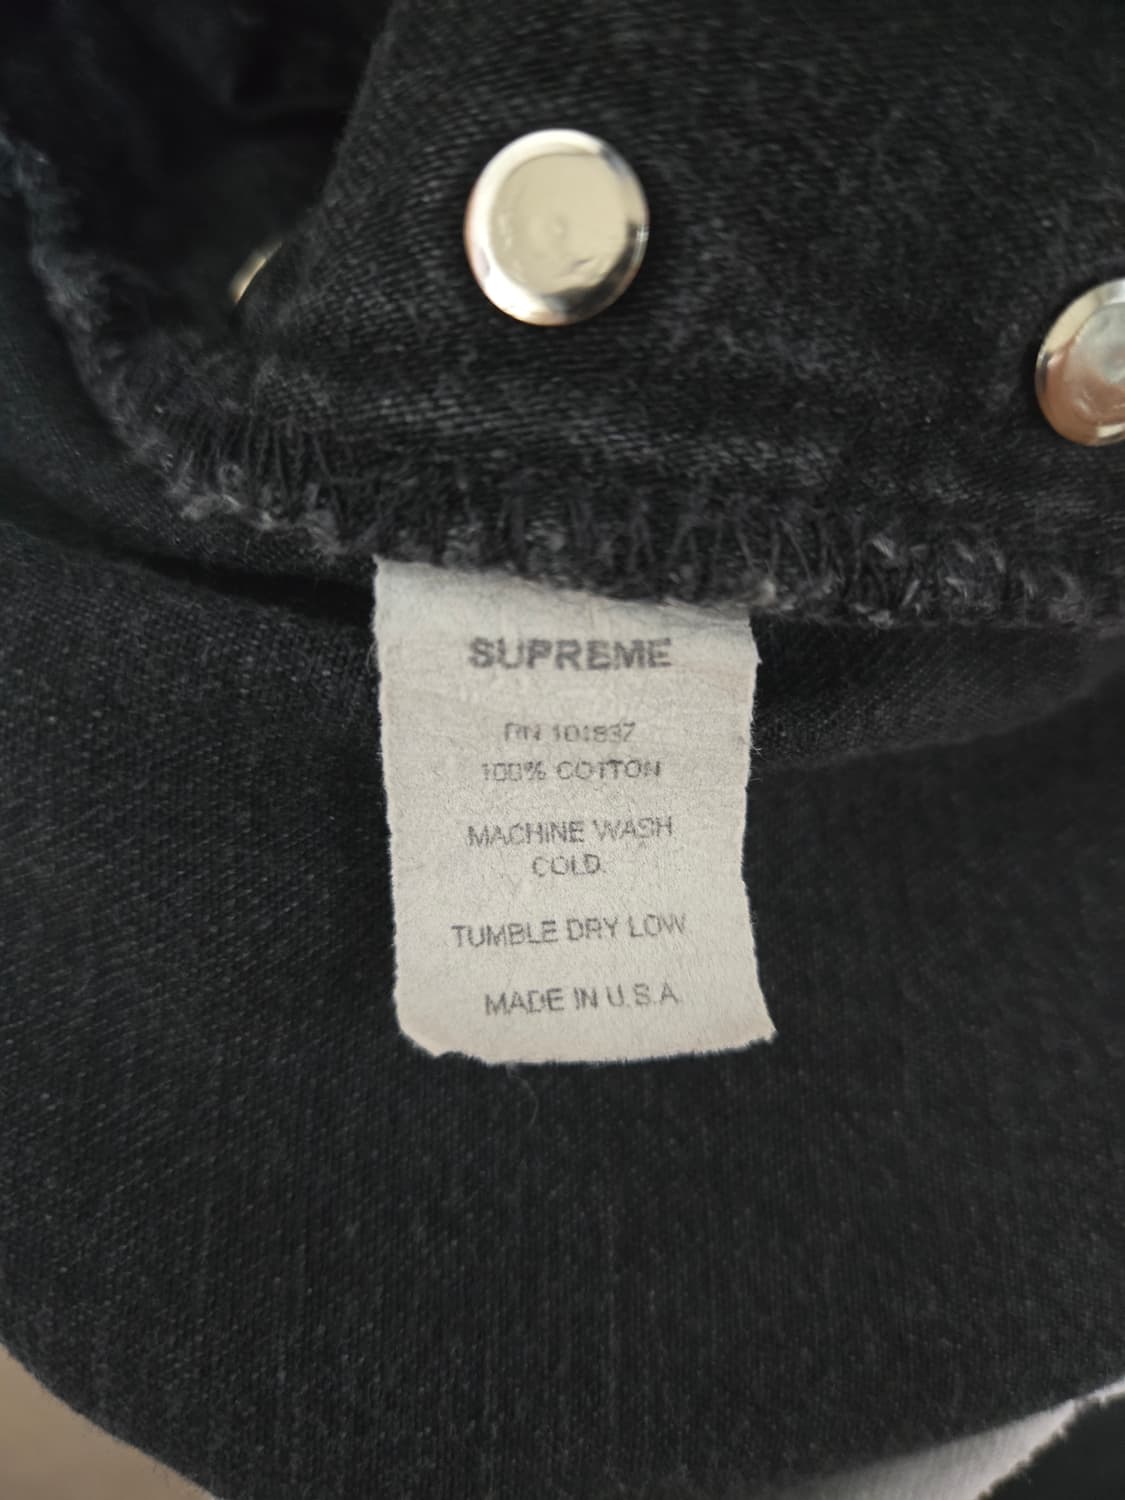 SUPREME
RN 101837
100% COTTON
MACHINE WASH
COLD.
TUMBLE DRY LOW
MADE IN U.S.A.